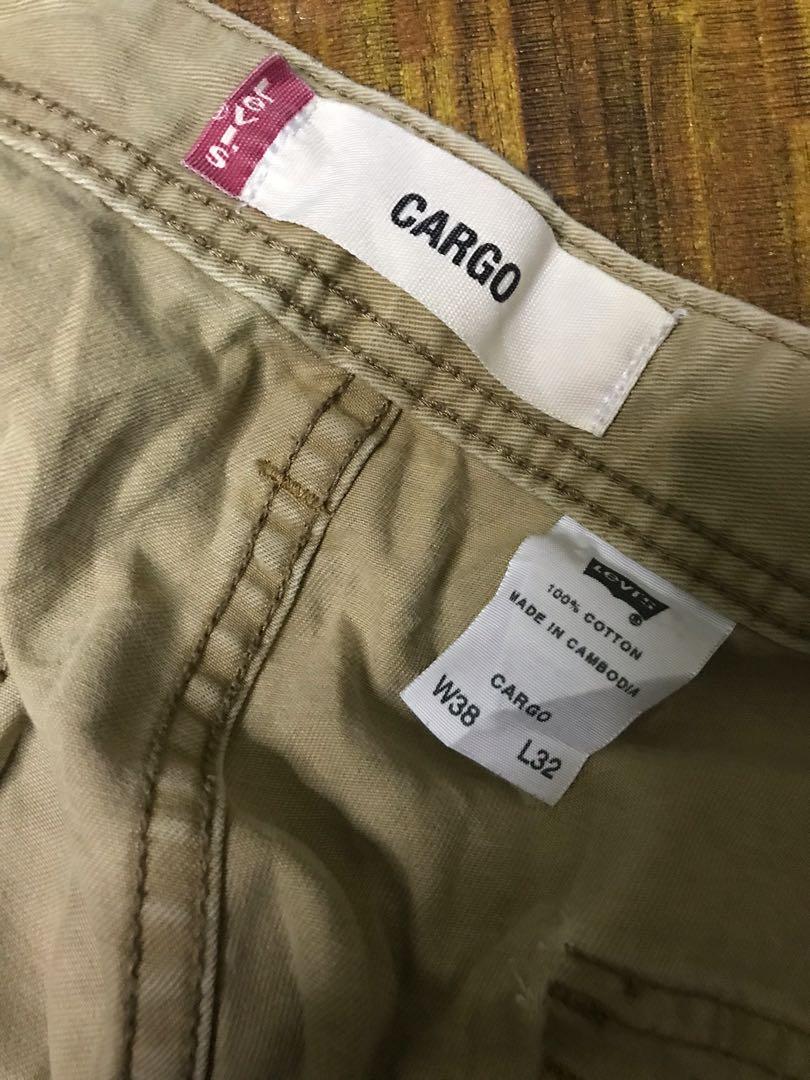 Levi's
CARGO
Levi's
®
100% COTTON
MADE IN CAMBODIA
CARGO
W38 L32